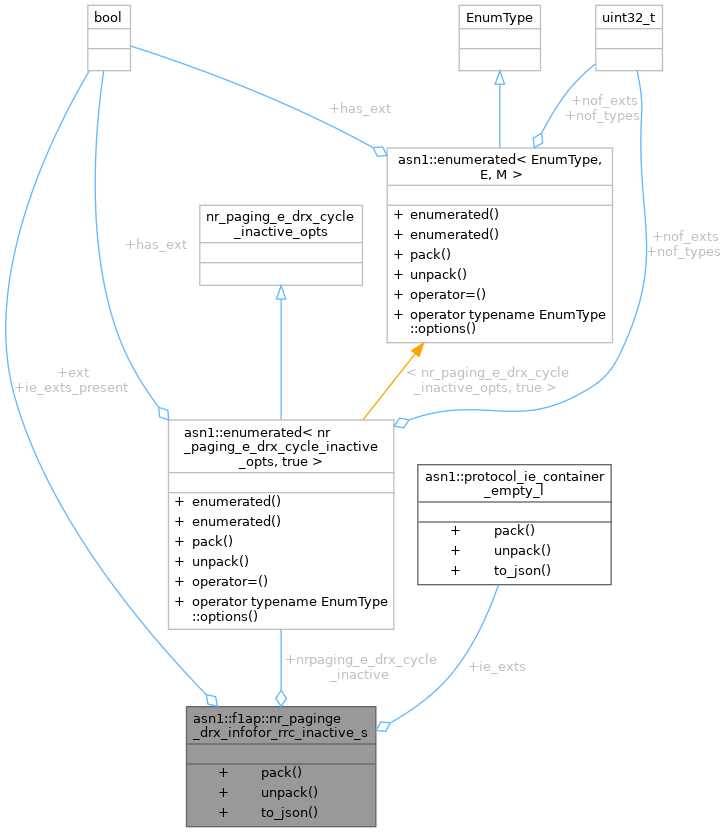 bool
EnumType
uint32_t
+has_ext
+nof_exts
+nof_types
asn1::enumerated< EnumType,
E, M >
+ enumerated()
+ enumerated()
+ pack()
+ unpack()
+ operator=()
+ operator typename EnumType
::options()
nr_paging_e_drx_cycle
_inactive_opts
+has_ext
+nof_exts
+nof_types
+ext
+ie_exts_present
< nr_paging_e_drx_cycle
_inactive_opts, true >
asn1::enumerated< nr
_paging_e_drx_cycle_inactive
_opts, true >
+ enumerated()
+ enumerated()
+ pack()
+ unpack()
+ operator=()
+ operator typename EnumType
::options()
asn1::protocol_ie_container
_empty_l
+ pack()
+ unpack()
+ to_json()
+nrpaging_e_drx_cycle
_inactive
+ie_exts
asn1::f1ap::nr_paginge
_drx_infofor_rrc_inactive_s
+ pack()
+ unpack()
+ to_json()